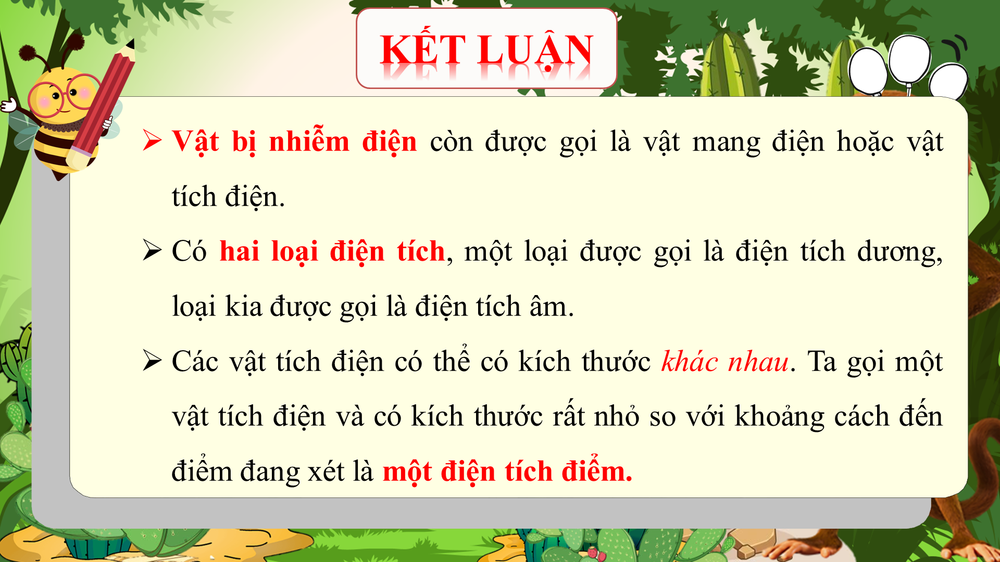 KẾT LUẬN
➢ Vật bị nhiễm điện còn được gọi là vật mang điện hoặc vật
tích điện.
➢ Có hai loại điện tích, một loại được gọi là điện tích dương,
loại kia được gọi là điện tích âm.
➢ Các vật tích điện có thể có kích thước khác nhau. Ta gọi một
vật tích điện và có kích thước rất nhỏ so với khoảng cách đến
điểm đang xét là một điện tích điểm.